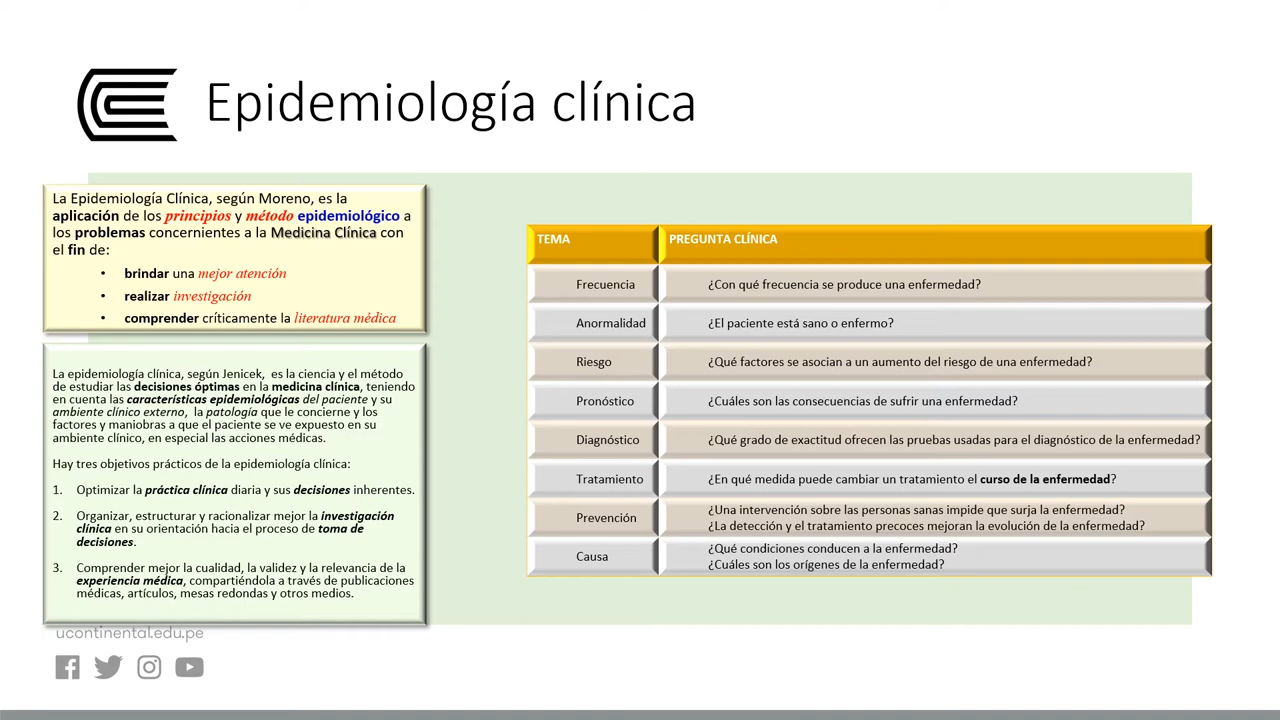 Epidemiología clínica
La Epidemiología Clínica, según Moreno, es la
aplicación de los principios y método epidemiológico a
los problemas concernientes a la Medicina Clínica con
el fin de:
• brindar una mejor atención
• realizar investigación
• comprender críticamente la literatura médica
La epidemiología clínica, según Jenicek, es la ciencia y el método
de estudiar las decisiones óptimas en la medicina clínica, teniendo
en cuenta las características epidemiológicas del paciente y su
ambiente clínico externo, la patología que le concierne y los
factores y maniobras a que el paciente se ve expuesto en su
ambiente clínico, en especial las acciones médicas.
Hay tres objetivos prácticos de la epidemiología clínica:
1. Optimizar la práctica clínica diaria y sus decisiones inherentes.
2. Organizar, estructurar y racionalizar mejor la investigación
clínica en su orientación hacia el proceso de toma de
decisiones.
3. Comprender mejor la cualidad, la validez y la relevancia de la
experiencia médica, compartiéndola a través de publicaciones
médicas, artículos, mesas redondas y otros medios.
TEMA PREGUNTA CLÍNICA
Frecuencia ¿Con qué frecuencia se produce una enfermedad?
Anormalidad ¿El paciente está sano o enfermo?
Riesgo ¿Qué factores se asocian a un aumento del riesgo de una enfermedad?
Pronóstico ¿Cuáles son las consecuencias de sufrir una enfermedad?
Diagnóstico ¿Qué grado de exactitud ofrecen las pruebas usadas para el diagnóstico de la enfermedad?
Tratamiento ¿En qué medida puede cambiar un tratamiento el curso de la enfermedad?
Prevención ¿Una intervención sobre las personas sanas impide que surja la enfermedad?
¿La detección y el tratamiento precoces mejoran la evolución de la enfermedad?
Causa ¿Qué condiciones conducen a la enfermedad?
¿Cuáles son los orígenes de la enfermedad?
ucontinental.edu.pe